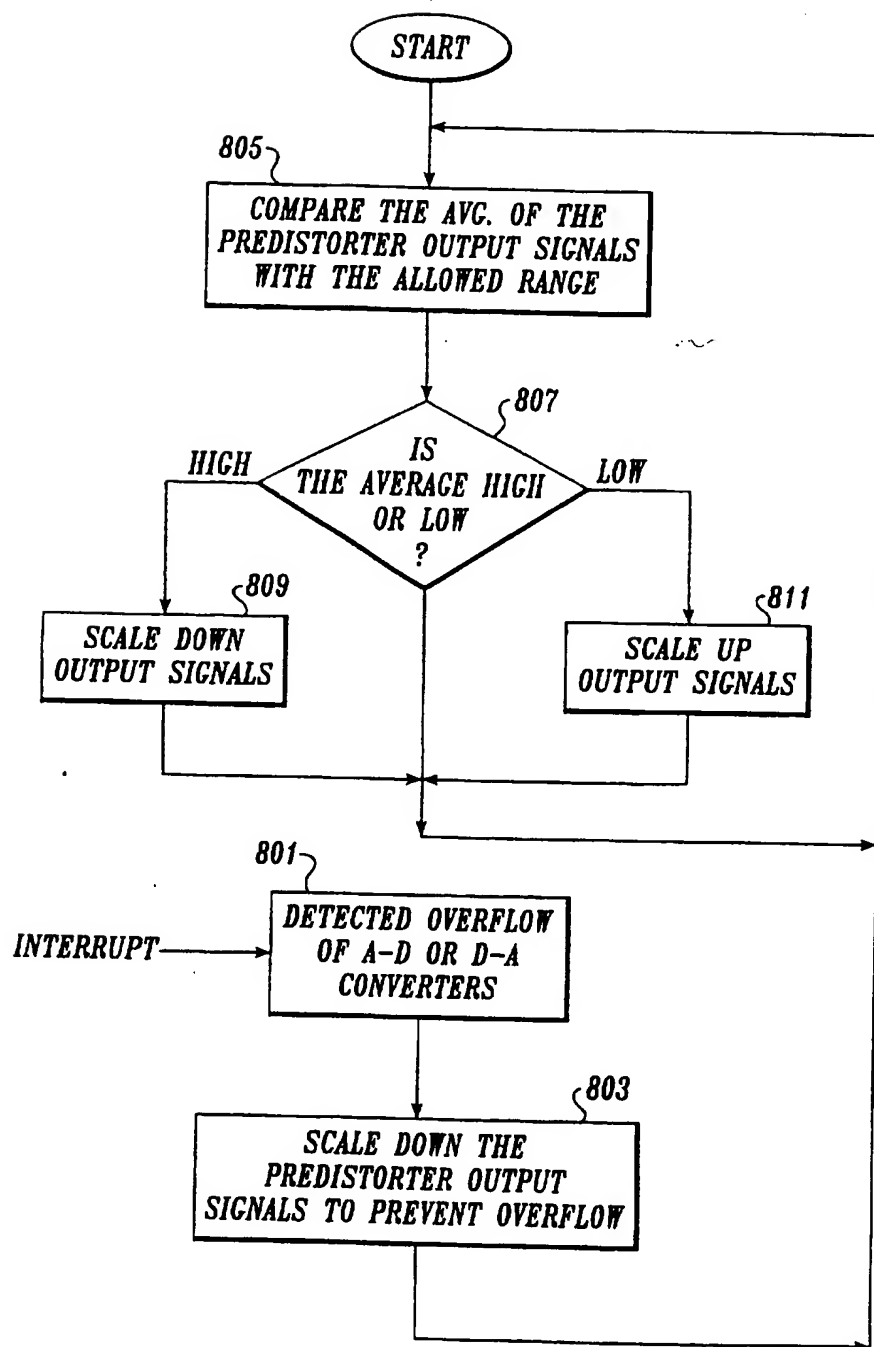 START
805
COMPARE THE AVG. OF THE
PREDISTORTER OUTPUT SIGNALS
WITH THE ALLOWED RANGE
807
IS
THE AVERAGE HIGH
OR LOW
?
HIGH
LOW
809
SCALE DOWN
OUTPUT SIGNALS
811
SCALE UP
OUTPUT SIGNALS
801
INTERRUPT
DETECTED OVERFLOW
OF A-D OR D-A
CONVERTERS
803
SCALE DOWN THE
PREDISTORTER OUTPUT
SIGNALS TO PREVENT OVERFLOW